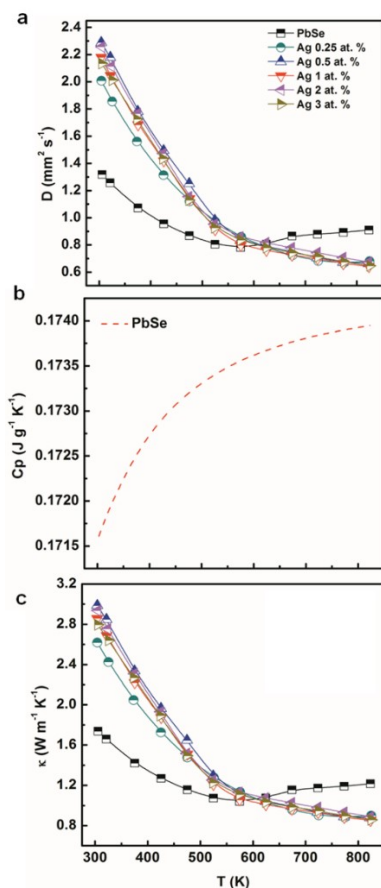 a
PbSe
Ag 0.25 at. %
Ag 0.5 at. %
Ag 1 at. %
Ag 2 at. %
Ag 3 at. %
2.4
2.2
2.0
1.8
1.6
1.4
1.2
1.0
0.8
0.6
D (mm² s⁻¹)
b
PbSe
0.1740
0.1735
0.1730
0.1725
0.1720
0.1715
Cp (J g⁻¹ K⁻¹)
c
3.2
2.8
2.4
2.0
1.6
1.2
0.8
κ (W m⁻¹ K⁻¹)
300 400 500 600 700 800
T (K)